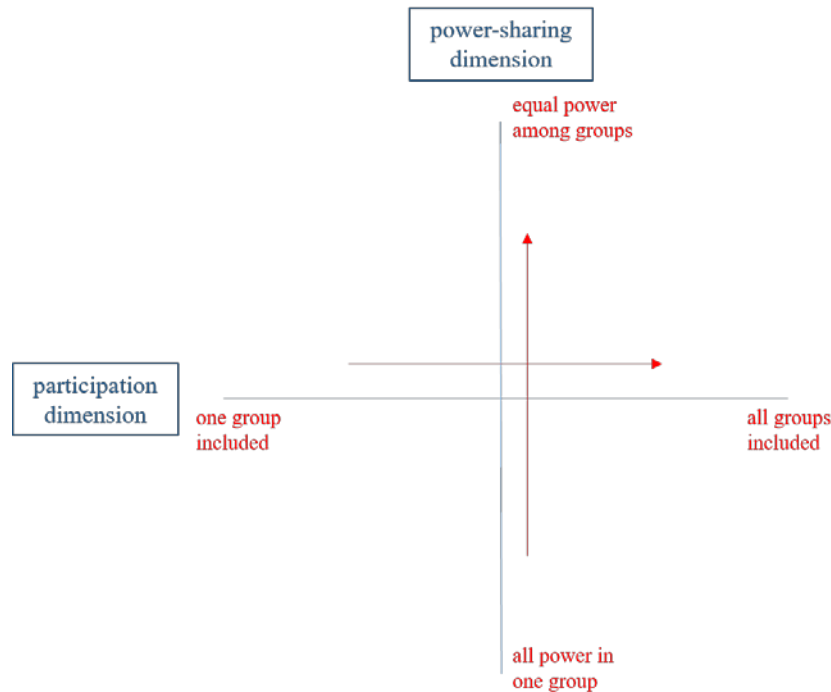 power-sharing
dimension
equal power
among groups
participation
dimension
one group
included
all groups
included
all power in
one group